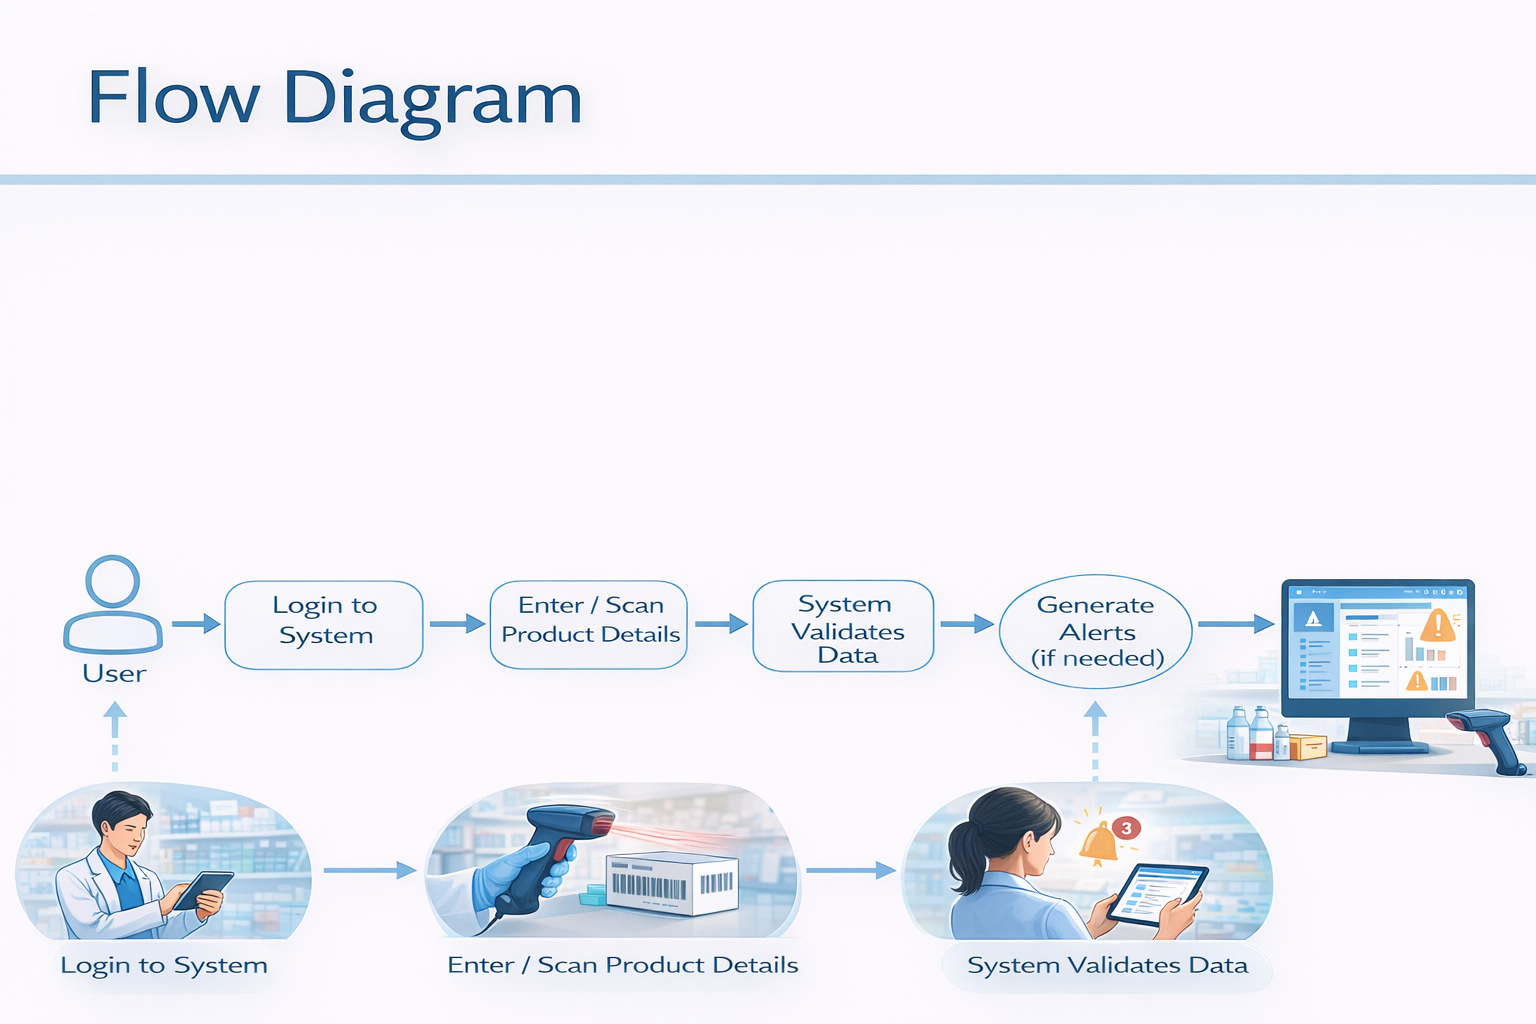 Flow Diagram
User
Login to
System
Enter / Scan
Product Details
System
Validates
Data
Generate
Alerts
(if needed)
3
Login to System
Enter / Scan Product Details
System Validates Data